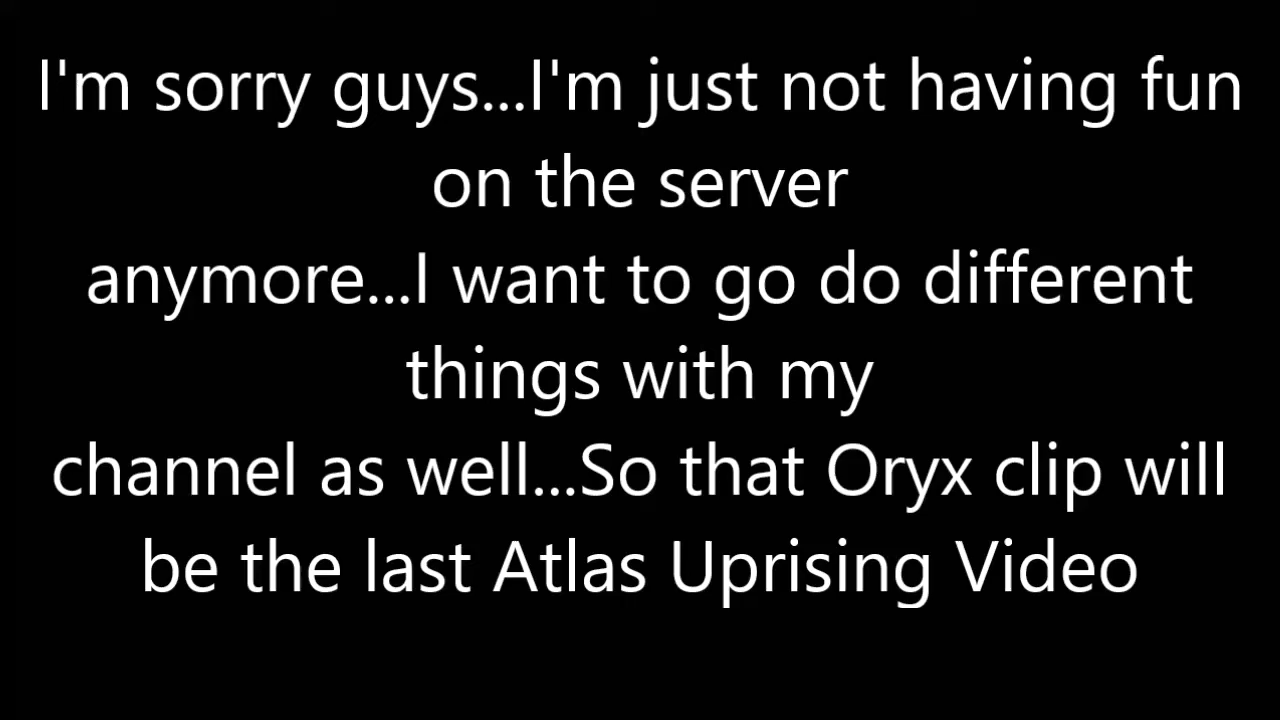 I'm sorry guys...I'm just not having fun
on the server
anymore...I want to go do different
things with my
channel as well...So that Oryx clip will
be the last Atlas Uprising Video